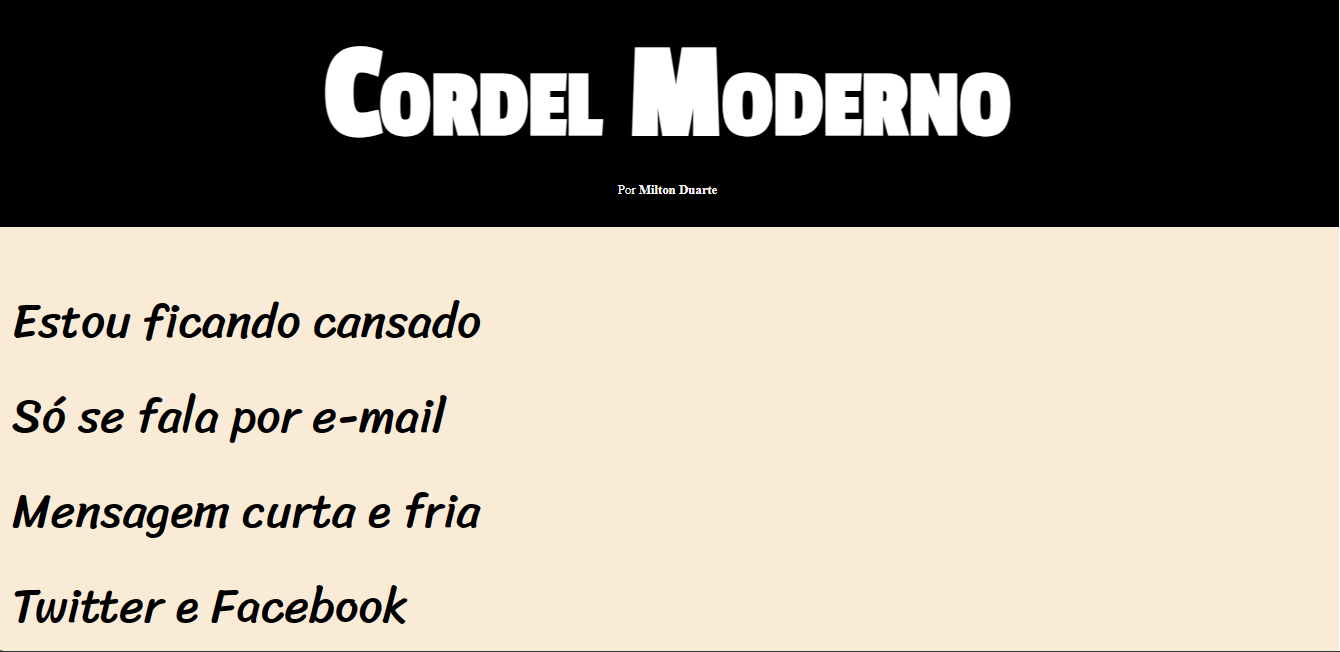 Cordel Moderno
Por Milton Duarte
Estou ficando cansado
Só se fala por e-mail
Mensagem curta e fria
Twitter e Facebook